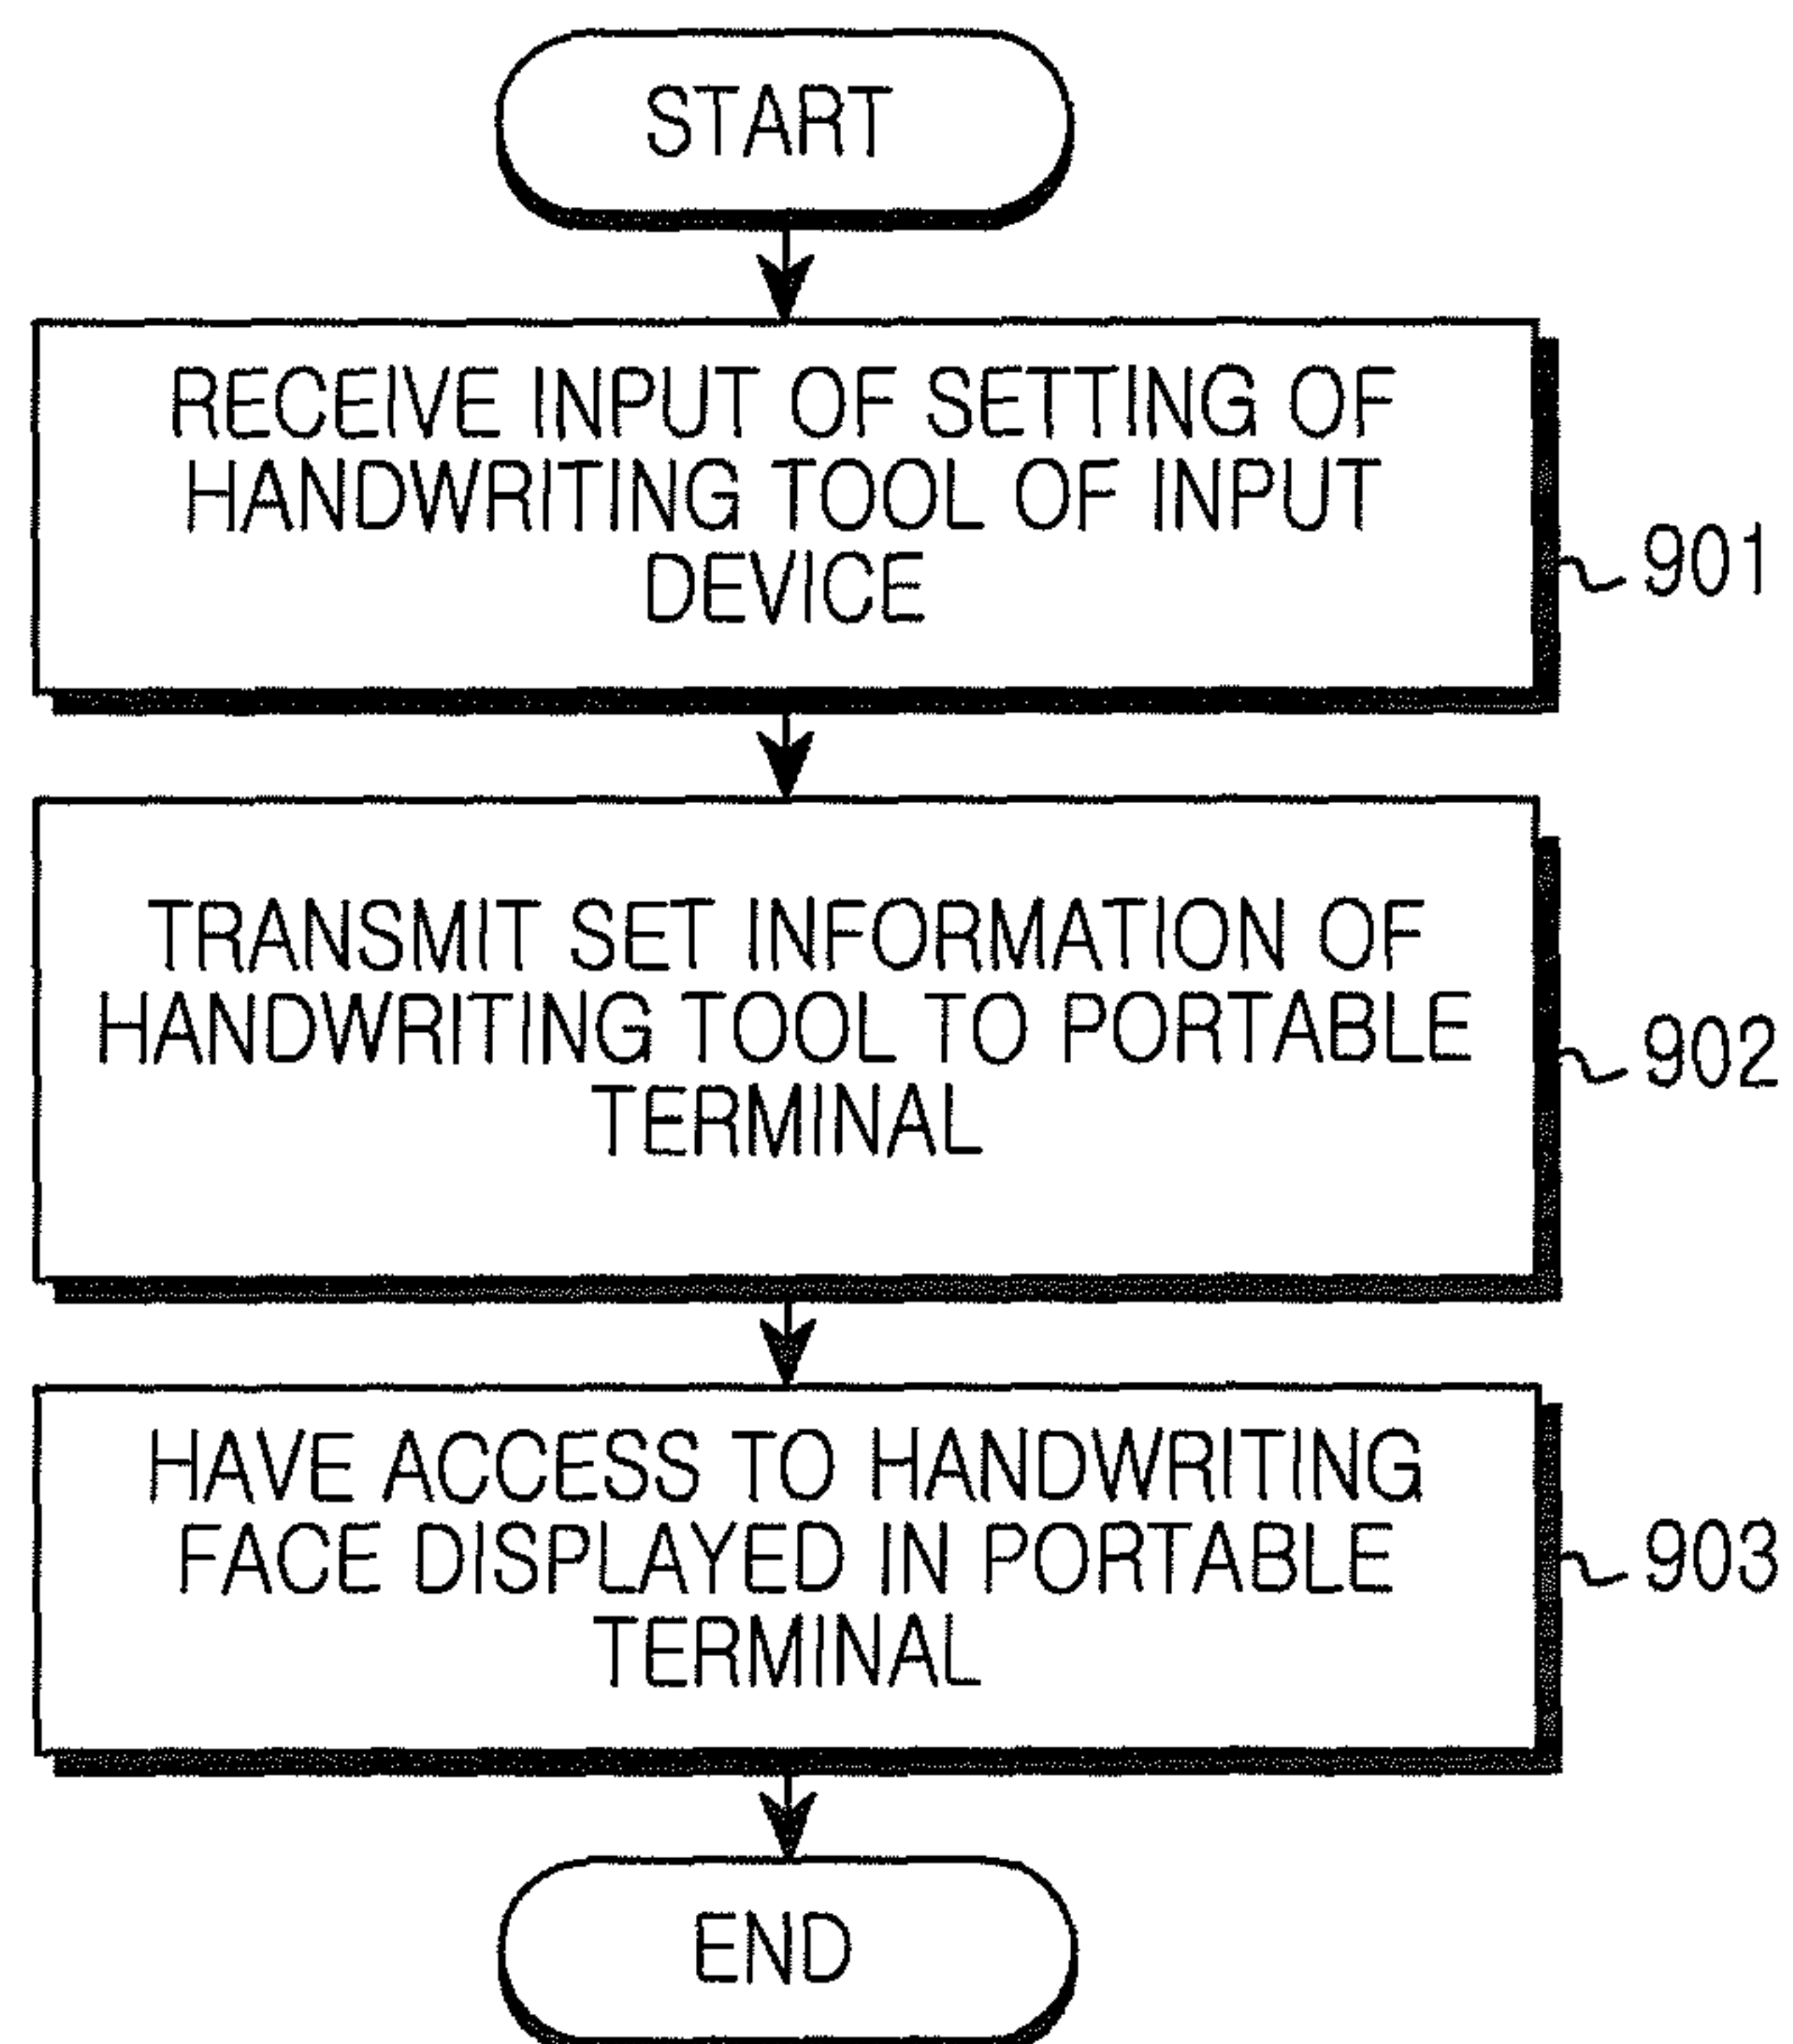 START
RECEIVE INPUT OF SETTING OF
HANDWRITING TOOL OF INPUT
DEVICE
901
TRANSMIT SET INFORMATION OF
HANDWRITING TOOL TO PORTABLE
TERMINAL
902
HAVE ACCESS TO HANDWRITING
FACE DISPLAYED IN PORTABLE
TERMINAL
903
END